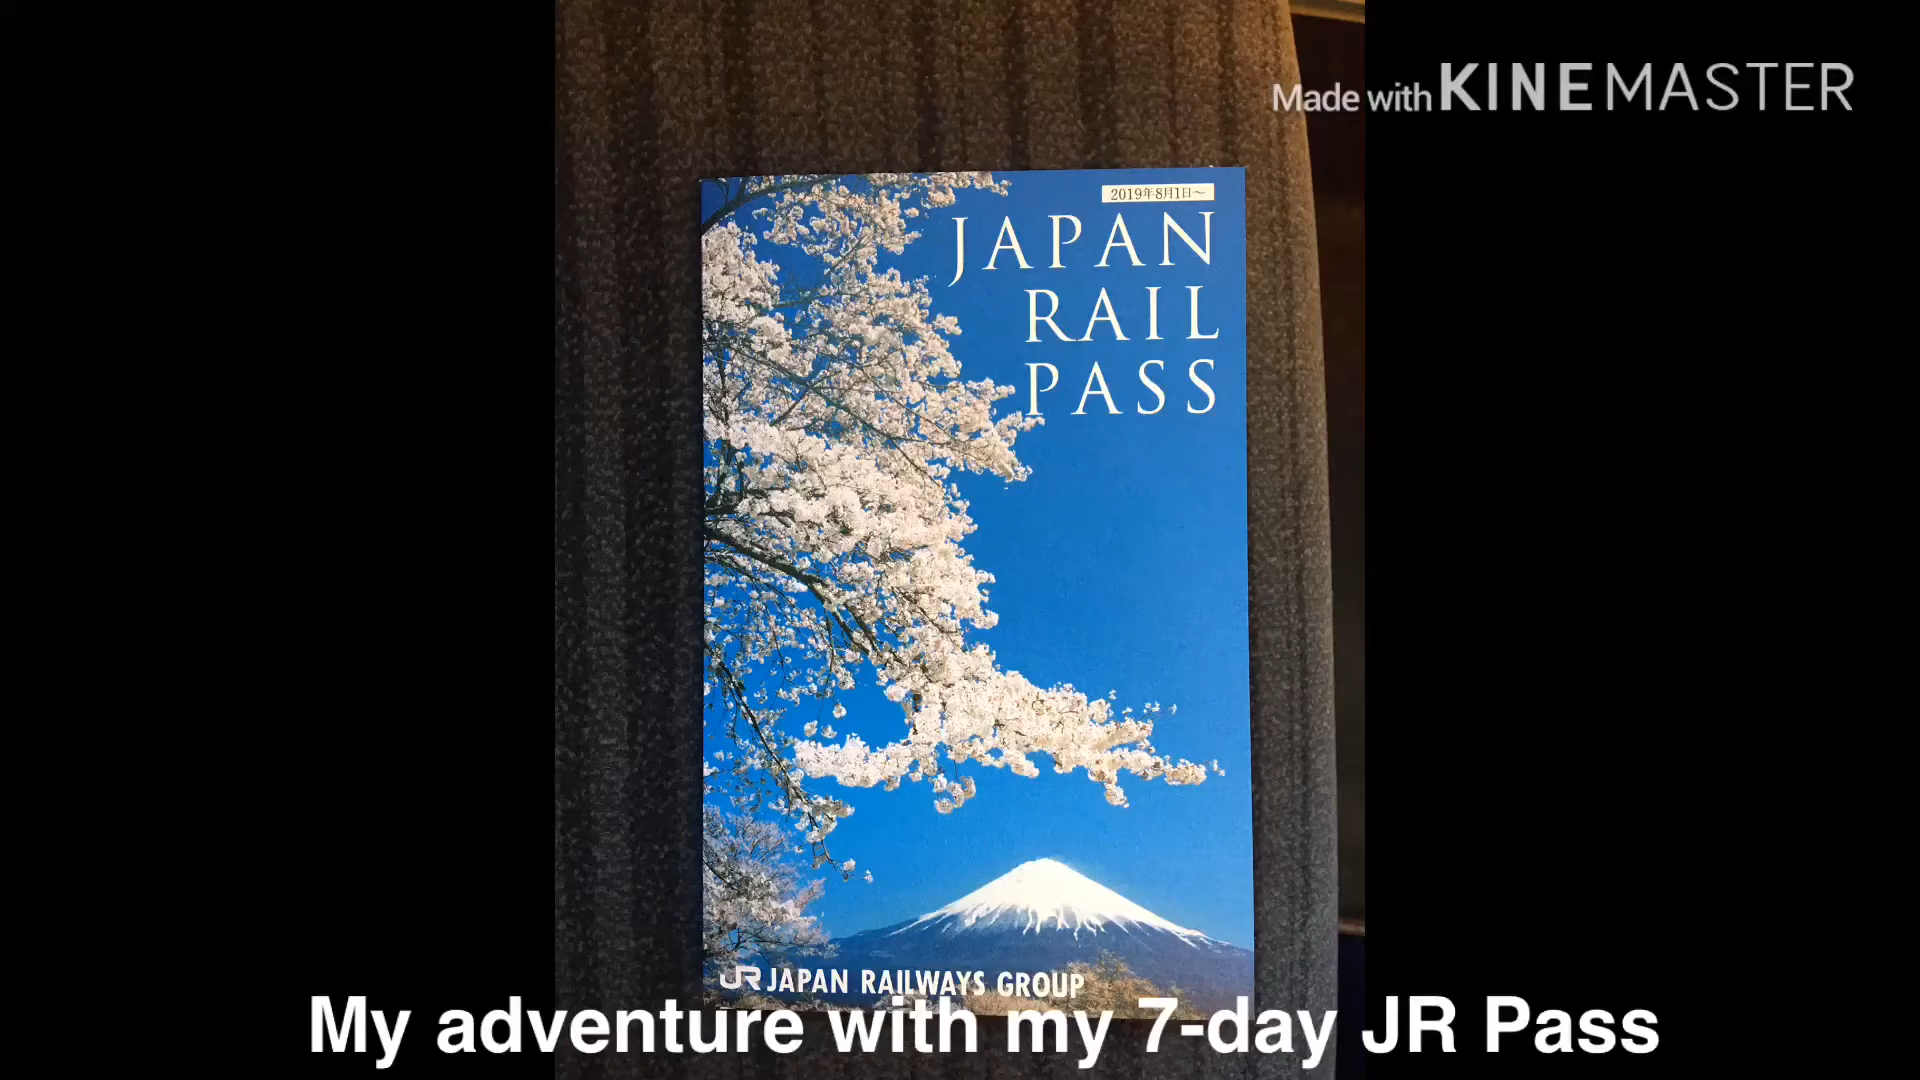 Made with KINEMASTER
2019年8月1日~
JAPAN
RAIL
PASS
JR JAPAN RAILWAYS GROUP
My adventure with my 7-day JR Pass